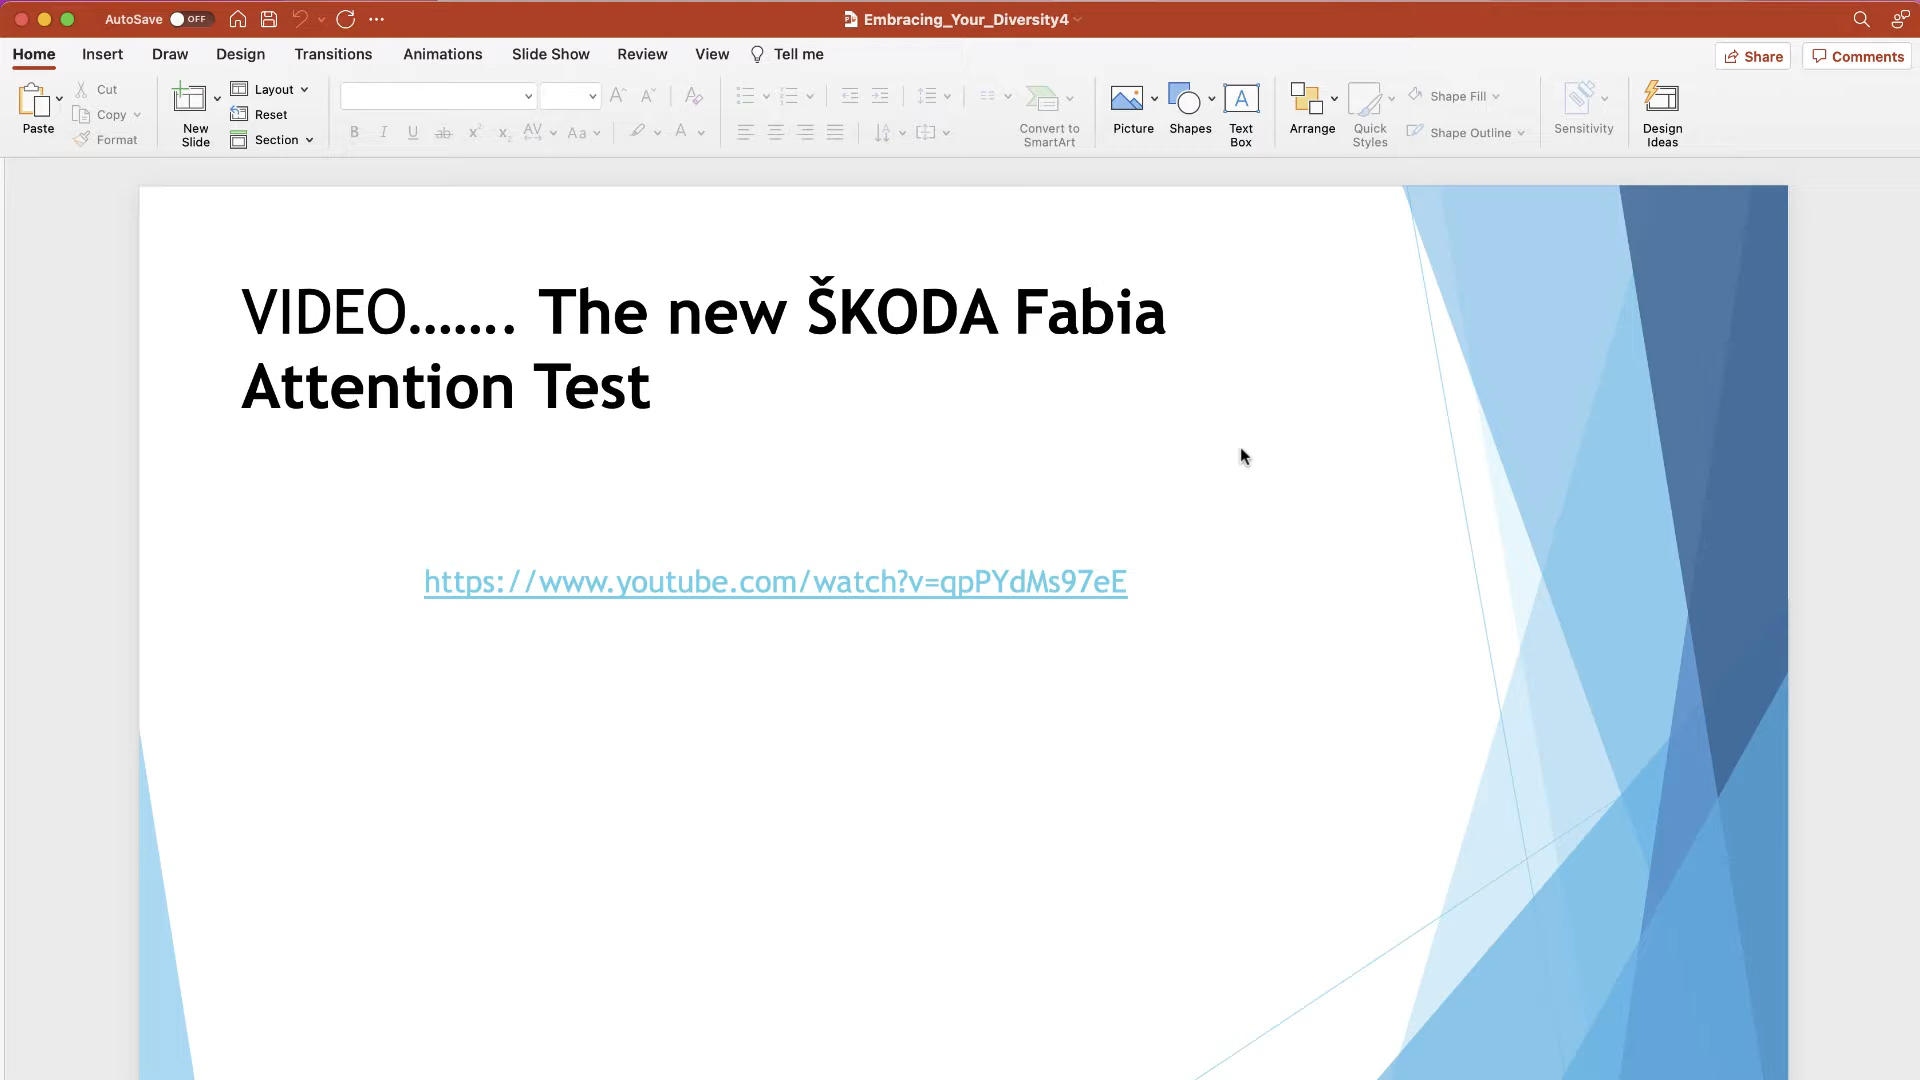 AutoSave OFF
Embracing_Your_Diversity4
Home Insert Draw Design Transitions Animations Slide Show Review View Tell me
Share Comments
Paste
Cut
Copy
Format
New
Slide
Layout
Reset
Section
Convert to
SmartArt
Picture
Shapes
Text
Box
Arrange
Quick
Styles
Shape Fill
Shape Outline
Sensitivity
Design
Ideas
VIDEO....... The new ŠKODA Fabia
Attention Test
https://www.youtube.com/watch?v=qpPYdMs97eE